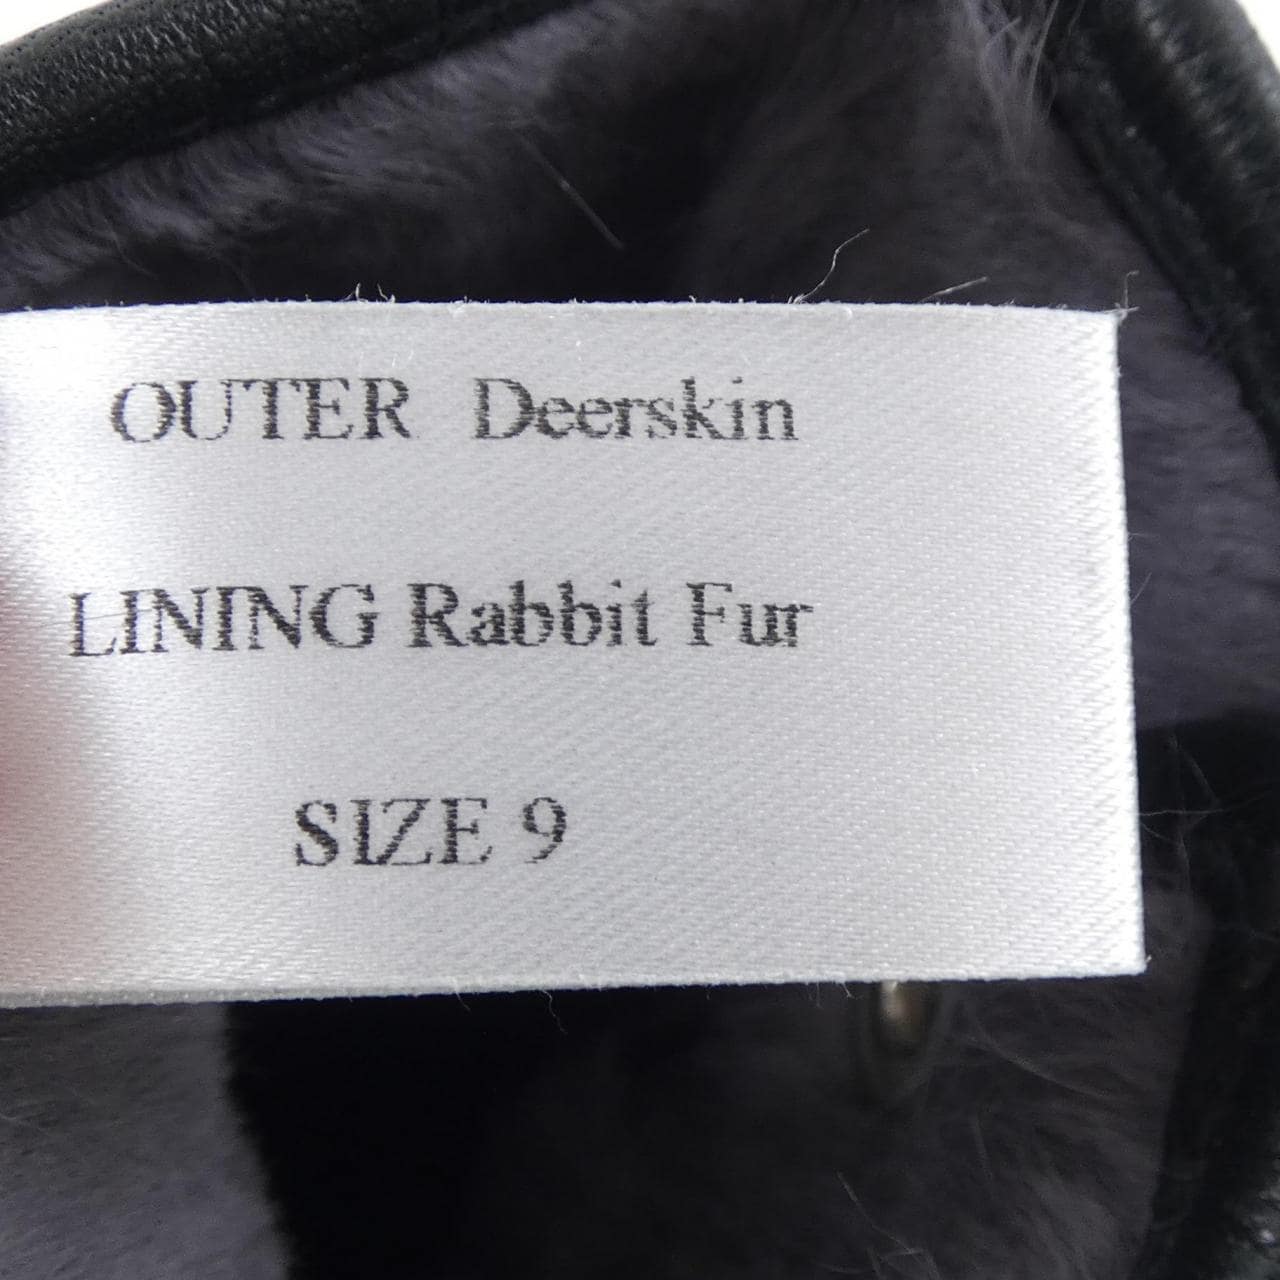 OUTER Deerskin
LINING Rabbit Fur
SIZE 9